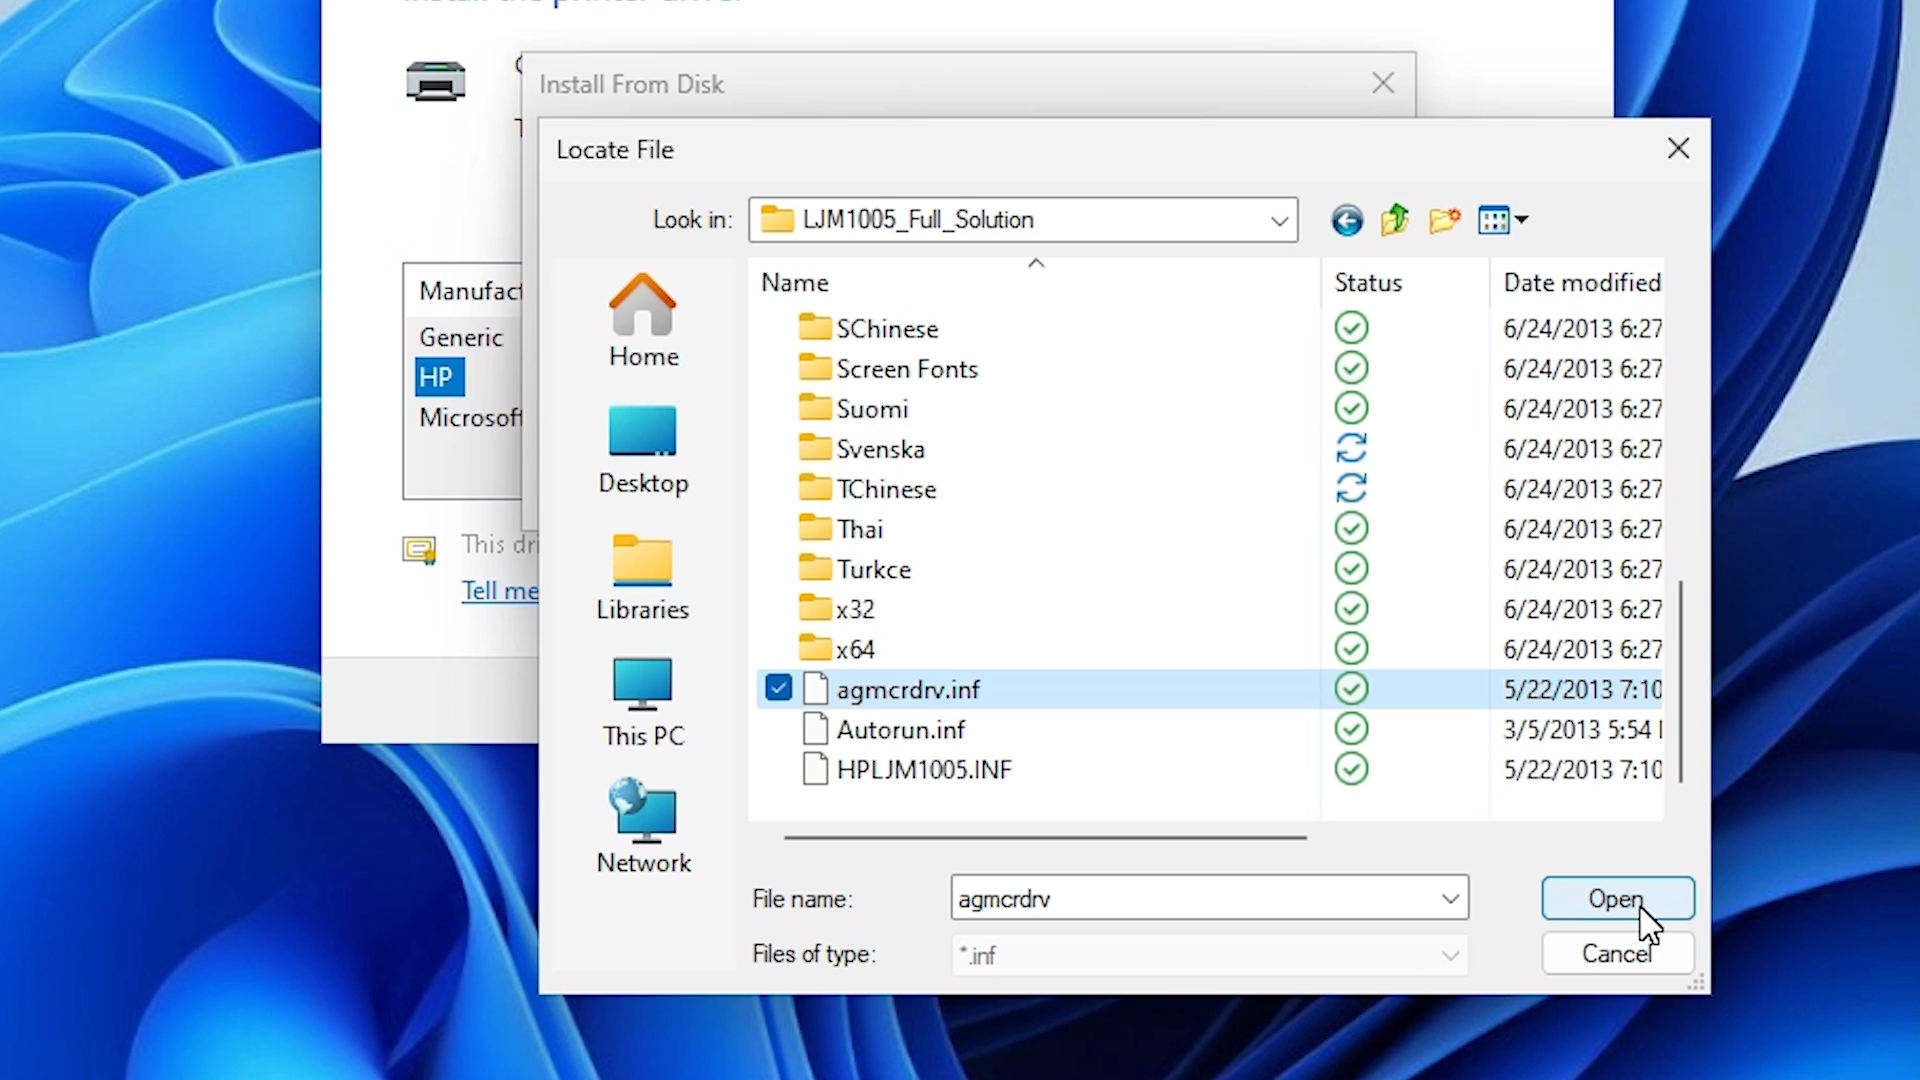 Install the printer driver
Install From Disk
Locate File
Look in: LJM1005_Full_Solution
Manufact
Generic
HP
Microsoft
This dri
Tell me
Home
Desktop
Libraries
This PC
Network
Name Status Date modified
SChinese 6/24/2013 6:27
Screen Fonts 6/24/2013 6:27
Suomi 6/24/2013 6:27
Svenska 6/24/2013 6:27
TChinese 6/24/2013 6:27
Thai 6/24/2013 6:27
Turkce 6/24/2013 6:27
x32 6/24/2013 6:27
x64 6/24/2013 6:27
agmcrdrv.inf 5/22/2013 7:10
Autorun.inf 3/5/2013 5:54
HPLJM1005.INF 5/22/2013 7:10
File name: agmcrdrv Open
Files of type: *.inf Cancel